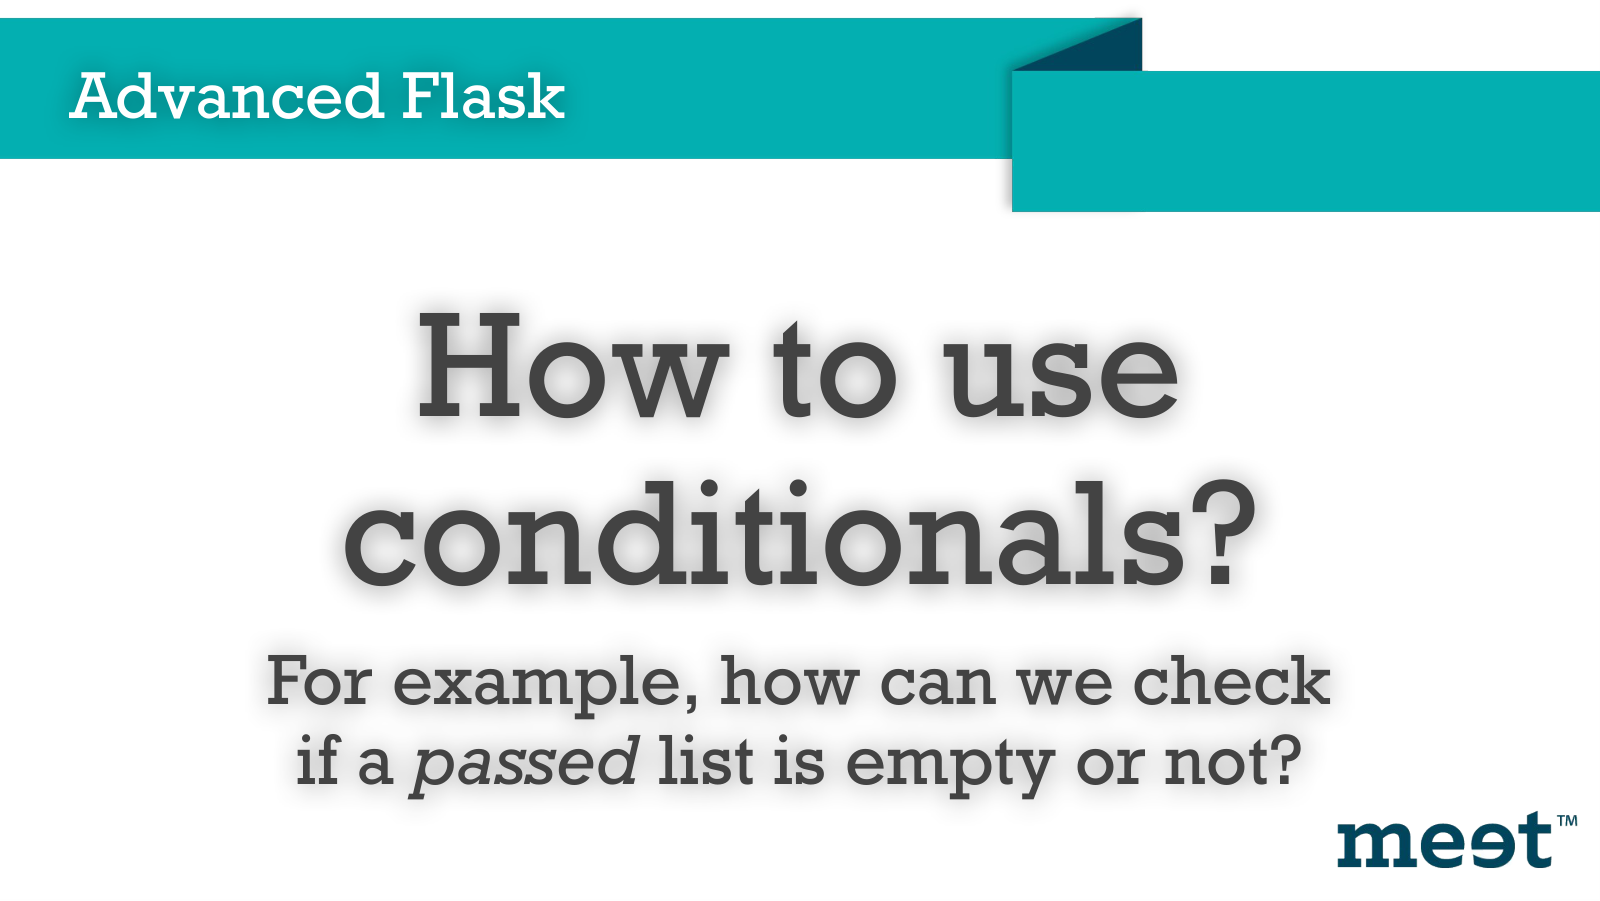 Advanced Flask
How to use
conditionals?
For example, how can we check
if a passed list is empty or not?
meet™